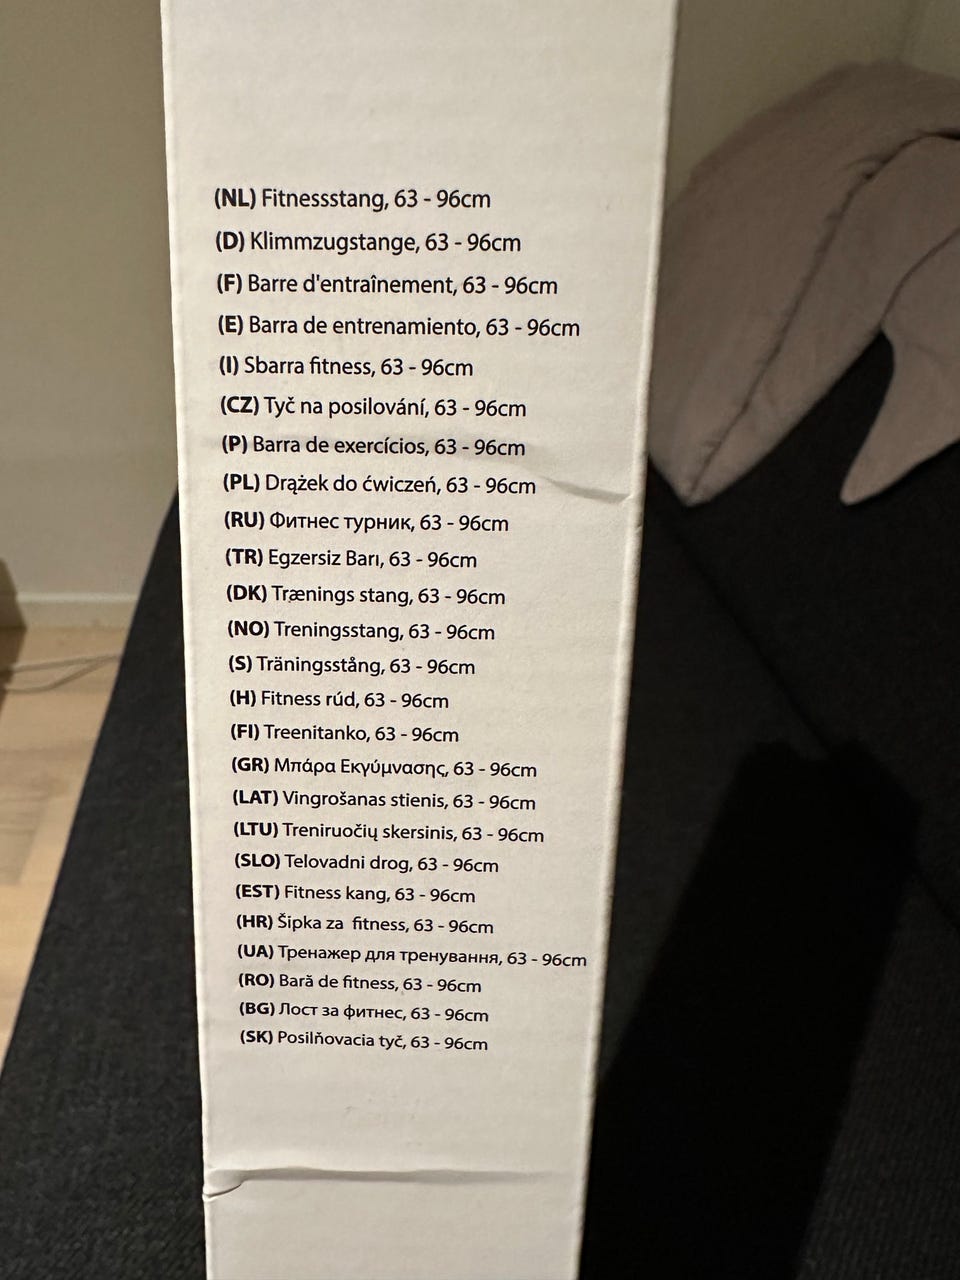 (NL) Fitnessstang, 63 - 96cm
(D) Klimmzugstange, 63 - 96cm
(F) Barre d'entraînement, 63 - 96cm
(E) Barra de entrenamiento, 63 - 96cm
(I) Sbarra fitness, 63 - 96cm
(CZ) Tyč na posilování, 63 - 96cm
(P) Barra de exercícios, 63 - 96cm
(PL) Drążek do ćwiczeń, 63 - 96cm
(RU) Фитнес турник, 63 - 96cm
(TR) Egzersiz Barı, 63 - 96cm
(DK) Trænings stang, 63 - 96cm
(NO) Treningsstang, 63 - 96cm
(S) Träningsstång, 63 - 96cm
(H) Fitness rúd, 63 - 96cm
(FI) Treenitanko, 63 - 96cm
(GR) Μπάρα Εκγύμνασης, 63 - 96cm
(LAT) Vingrošanas stienis, 63 - 96cm
(LTU) Treniruočių skersinis, 63 - 96cm
(SLO) Telovadni drog, 63 - 96cm
(EST) Fitness kang, 63 - 96cm
(HR) Šipka za  fitness, 63 - 96cm
(UA) Тренажер для тренування, 63 - 96cm
(RO) Bară de fitness, 63 - 96cm
(BG) Лост за фитнес, 63 - 96cm
(SK) Posilňovacia tyč, 63 - 96cm